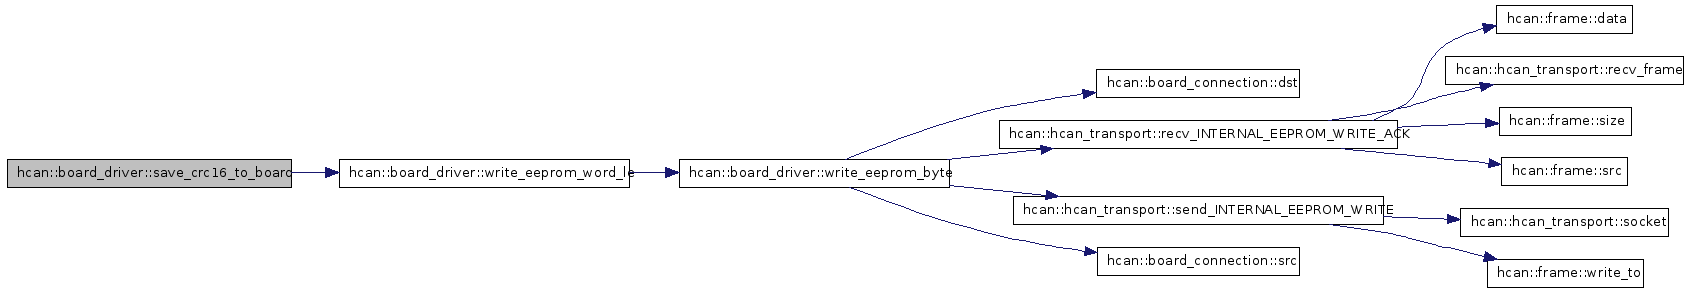 hcan::board_driver::save_crc16_to_board
hcan::board_driver::write_eeprom_word_le
hcan::board_driver::write_eeprom_byte
hcan::board_connection::dst
hcan::hcan_transport::recv_INTERNAL_EEPROM_WRITE_ACK
hcan::hcan_transport::send_INTERNAL_EEPROM_WRITE
hcan::board_connection::src
hcan::frame::data
hcan::hcan_transport::recv_frame
hcan::frame::size
hcan::frame::src
hcan::hcan_transport::socket
hcan::frame::write_to